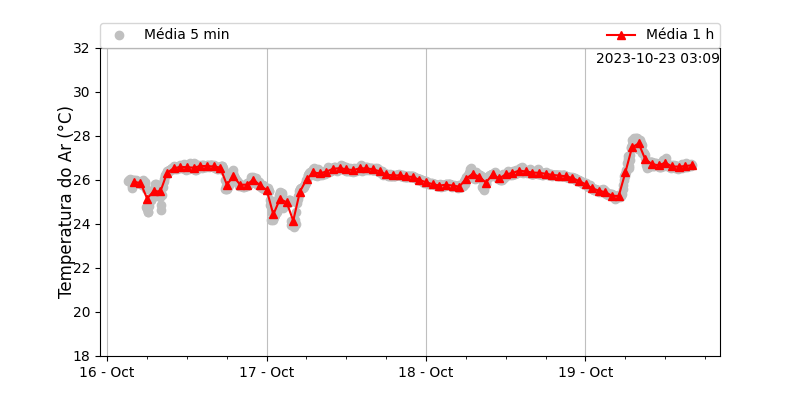 Média 5 min
Média 1 h
2023-10-23 03:09
Temperatura do Ar (°C)
32
30
28
26
24
22
20
18
16 - Oct
17 - Oct
18 - Oct
19 - Oct